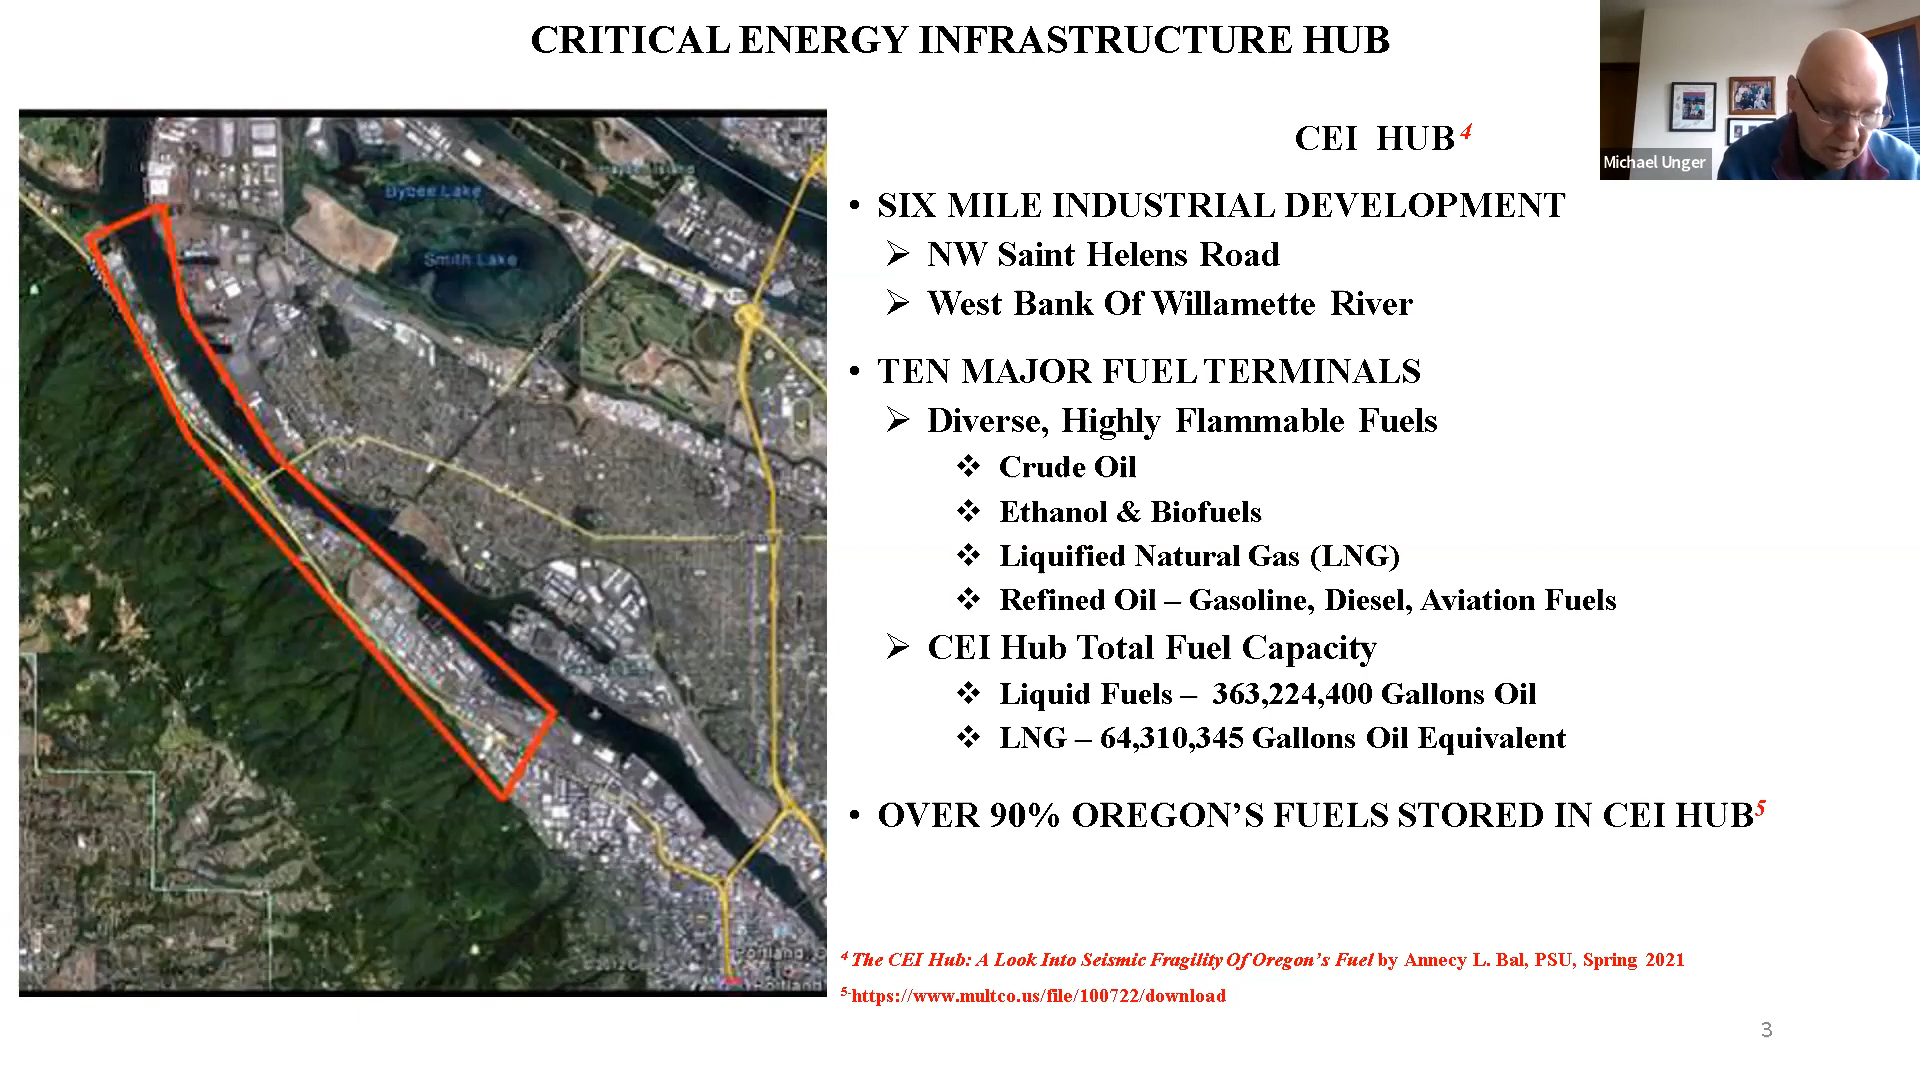 CRITICAL ENERGY INFRASTRUCTURE HUB
Michael Unger
Smith Lake
CEI HUB 4
• SIX MILE INDUSTRIAL DEVELOPMENT
➢ NW Saint Helens Road
➢ West Bank Of Willamette River
• TEN MAJOR FUEL TERMINALS
➢ Diverse, Highly Flammable Fuels
❖ Crude Oil
❖ Ethanol & Biofuels
❖ Liquified Natural Gas (LNG)
❖ Refined Oil – Gasoline, Diesel, Aviation Fuels
➢ CEI Hub Total Fuel Capacity
❖ Liquid Fuels – 363,224,400 Gallons Oil
❖ LNG – 64,310,345 Gallons Oil Equivalent
• OVER 90% OREGON’S FUELS STORED IN CEI HUB5
4 The CEI Hub: A Look Into Seismic Fragility Of Oregon’s Fuel by Annecy L. Bal, PSU, Spring 2021
5-https://www.multco.us/file/100722/download
3